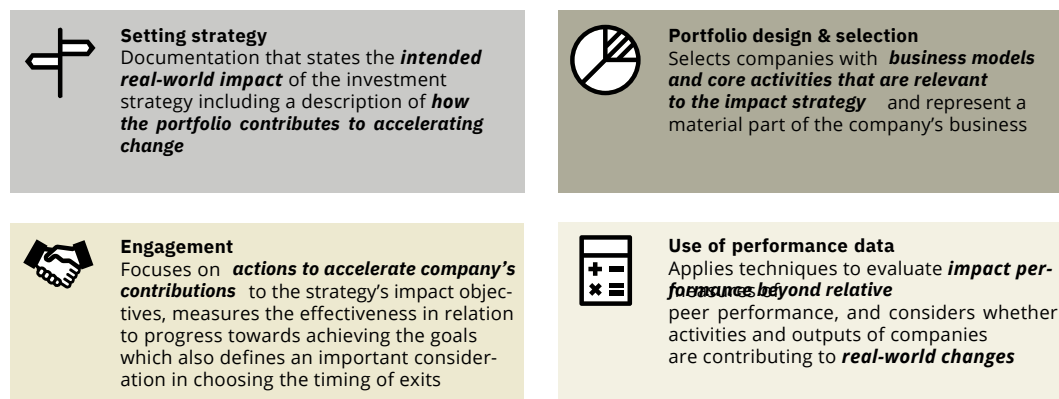 Setting strategy
Documentation that states the intended
real-world impact of the investment
strategy including a description of how
the portfolio contributes to accelerating
change
Portfolio design & selection
Selects companies with business models
and core activities that are relevant
to the impact strategy and represent a
material part of the company's business
Engagement
Focuses on actions to accelerate company's
contributions to the strategy's impact objec-
tives, measures the effectiveness in relation
to progress towards achieving the goals
which also defines an important consider-
ation in choosing the timing of exits
Use of performance data
Applies techniques to evaluate impact per-
formance beyond relative
measures of
peer performance, and considers whether
activities and outputs of companies
are contributing to real-world changes